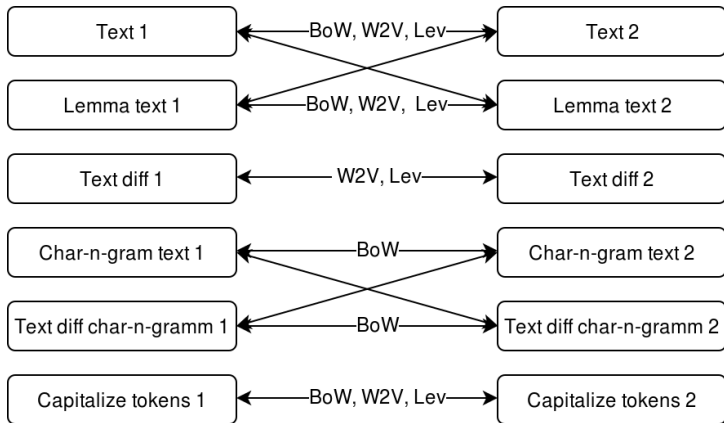 Text 1 BoW, W2V, Lev Text 2
Lemma text 1 BoW, W2V, Lev Lemma text 2
Text diff 1 W2V, Lev Text diff 2
Char-n-gram text 1 BoW Char-n-gram text 2
Text diff char-n-gramm 1 BoW Text diff char-n-gramm 2
Capitalize tokens 1 BoW, W2V, Lev Capitalize tokens 2